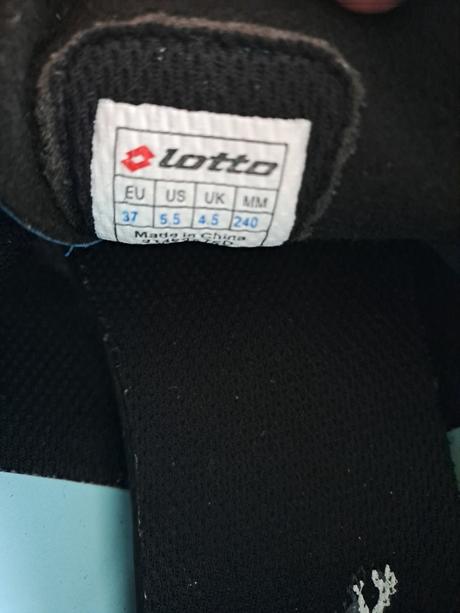 lotto
EU US UK MM
37 5.5 4.5 240
Made in China